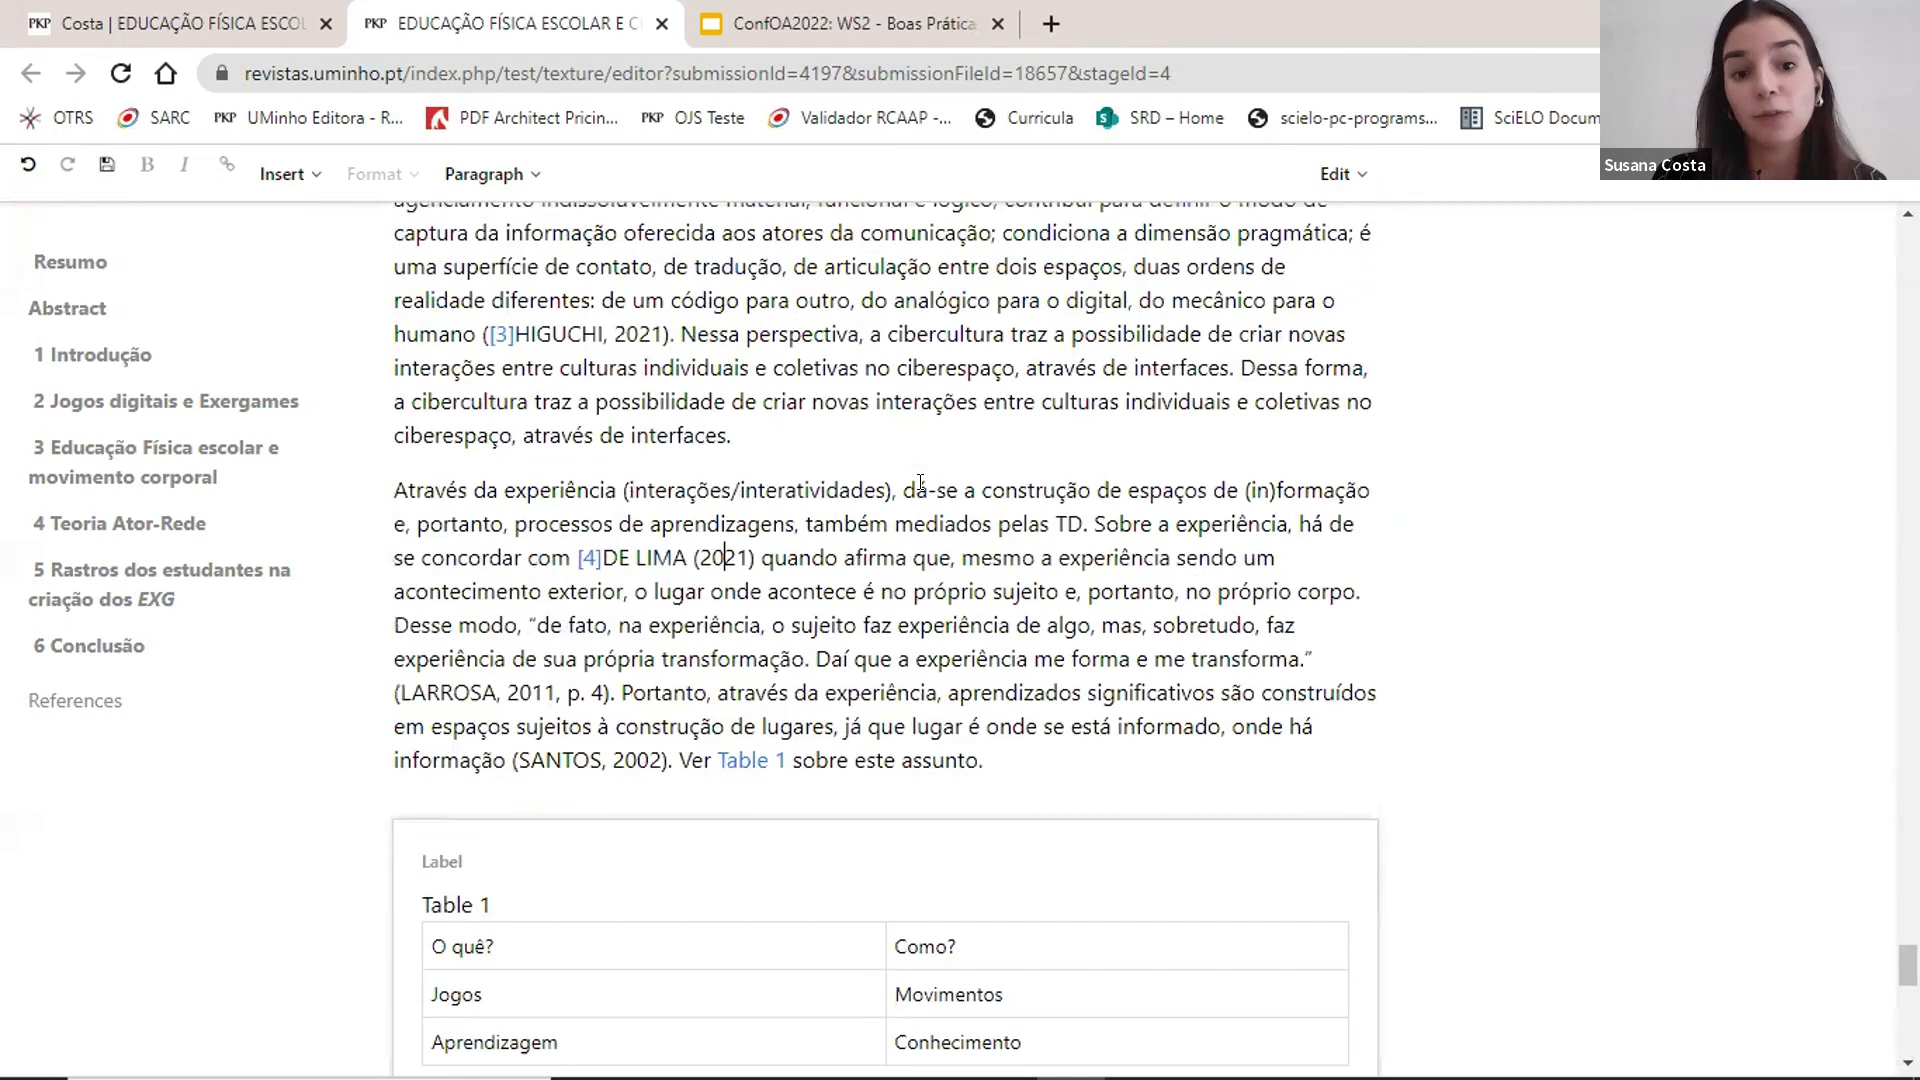 PKP Costa | EDUCAÇÃO FÍSICA ESCOL
PKP EDUCAÇÃO FÍSICA ESCOLAR E C
ConfOA2022: WS2 - Boas Prática
revistas.uminho.pt/index.php/test/texture/editor?submissionId=4197&submissionFileId=18657&stageId=4
OTRS
SARC
PKP UMinho Editora - R...
PDF Architect Pricin...
PKP OJS Teste
Validador RCAAP -...
Curricula
S SRD – Home
scielo-pc-programs...
SciELO Docum
Susana Costa
B I
Insert
Format
Paragraph
Edit
Resumo
Abstract
1 Introdução
2 Jogos digitais e Exergames
3 Educação Física escolar e
movimento corporal
4 Teoria Ator-Rede
5 Rastros dos estudantes na
criação dos EXG
6 Conclusão
References
agenciamento indissoluvelmente material, funcional e lógico, contribui para definir o modo de
captura da informação oferecida aos atores da comunicação; condiciona a dimensão pragmática; é
uma superfície de contato, de tradução, de articulação entre dois espaços, duas ordens de
realidade diferentes: de um código para outro, do analógico para o digital, do mecânico para o
humano ([3]HIGUCHI, 2021). Nessa perspectiva, a cibercultura traz a possibilidade de criar novas
interações entre culturas individuais e coletivas no ciberespaço, através de interfaces. Dessa forma,
a cibercultura traz a possibilidade de criar novas interações entre culturas individuais e coletivas no
ciberespaço, através de interfaces.
Através da experiência (interações/interatividades), dá-se a construção de espaços de (in)formação
e, portanto, processos de aprendizagens, também mediados pelas TD. Sobre a experiência, há de
se concordar com [4]DE LIMA (2021) quando afirma que, mesmo a experiência sendo um
acontecimento exterior, o lugar onde acontece é no próprio sujeito e, portanto, no próprio corpo.
Desse modo, “de fato, na experiência, o sujeito faz experiência de algo, mas, sobretudo, faz
experiência de sua própria transformação. Daí que a experiência me forma e me transforma.”
(LARROSA, 2011, p. 4). Portanto, através da experiência, aprendizados significativos são construídos
em espaços sujeitos à construção de lugares, já que lugar é onde se está informado, onde há
informação (SANTOS, 2002). Ver Table 1 sobre este assunto.
Label
Table 1
O quê? Como?
Jogos Movimentos
Aprendizagem Conhecimento